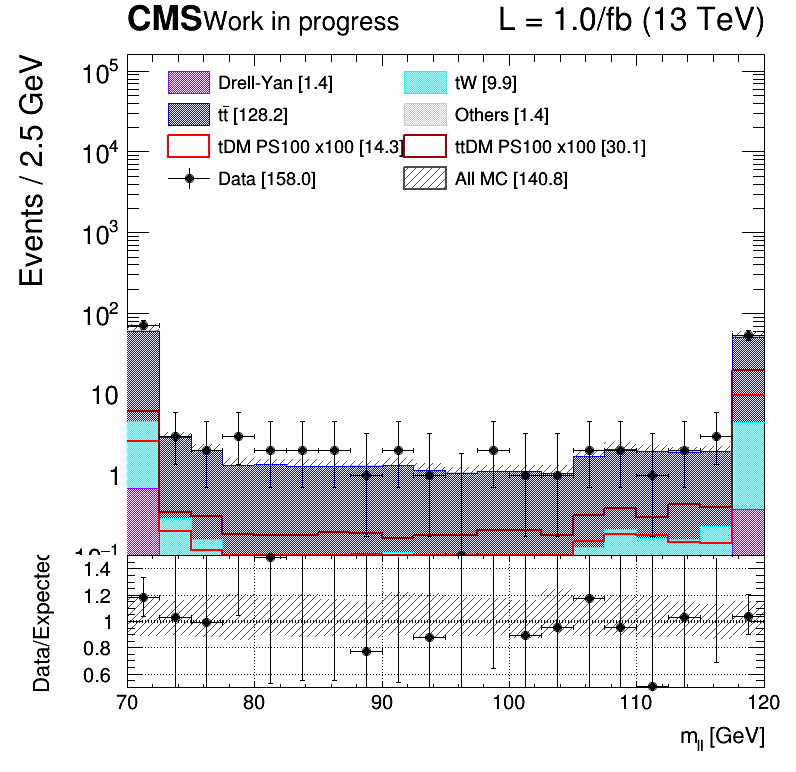 CMS Work in progress L = 1.0/fb (13 TeV)
Events / 2.5 GeV
10⁵
10⁴
10³
10²
10
1
10⁻¹
Drell-Yan [1.4]
tW [9.9]
tt̄ [128.2]
Others [1.4]
tDM PS100 x100 [14.3]
ttDM PS100 x100 [30.1]
Data [158.0]
All MC [140.8]
Data/Expected
1.4
1.2
1
0.8
0.6
70 80 90 100 110 120
m_ll [GeV]